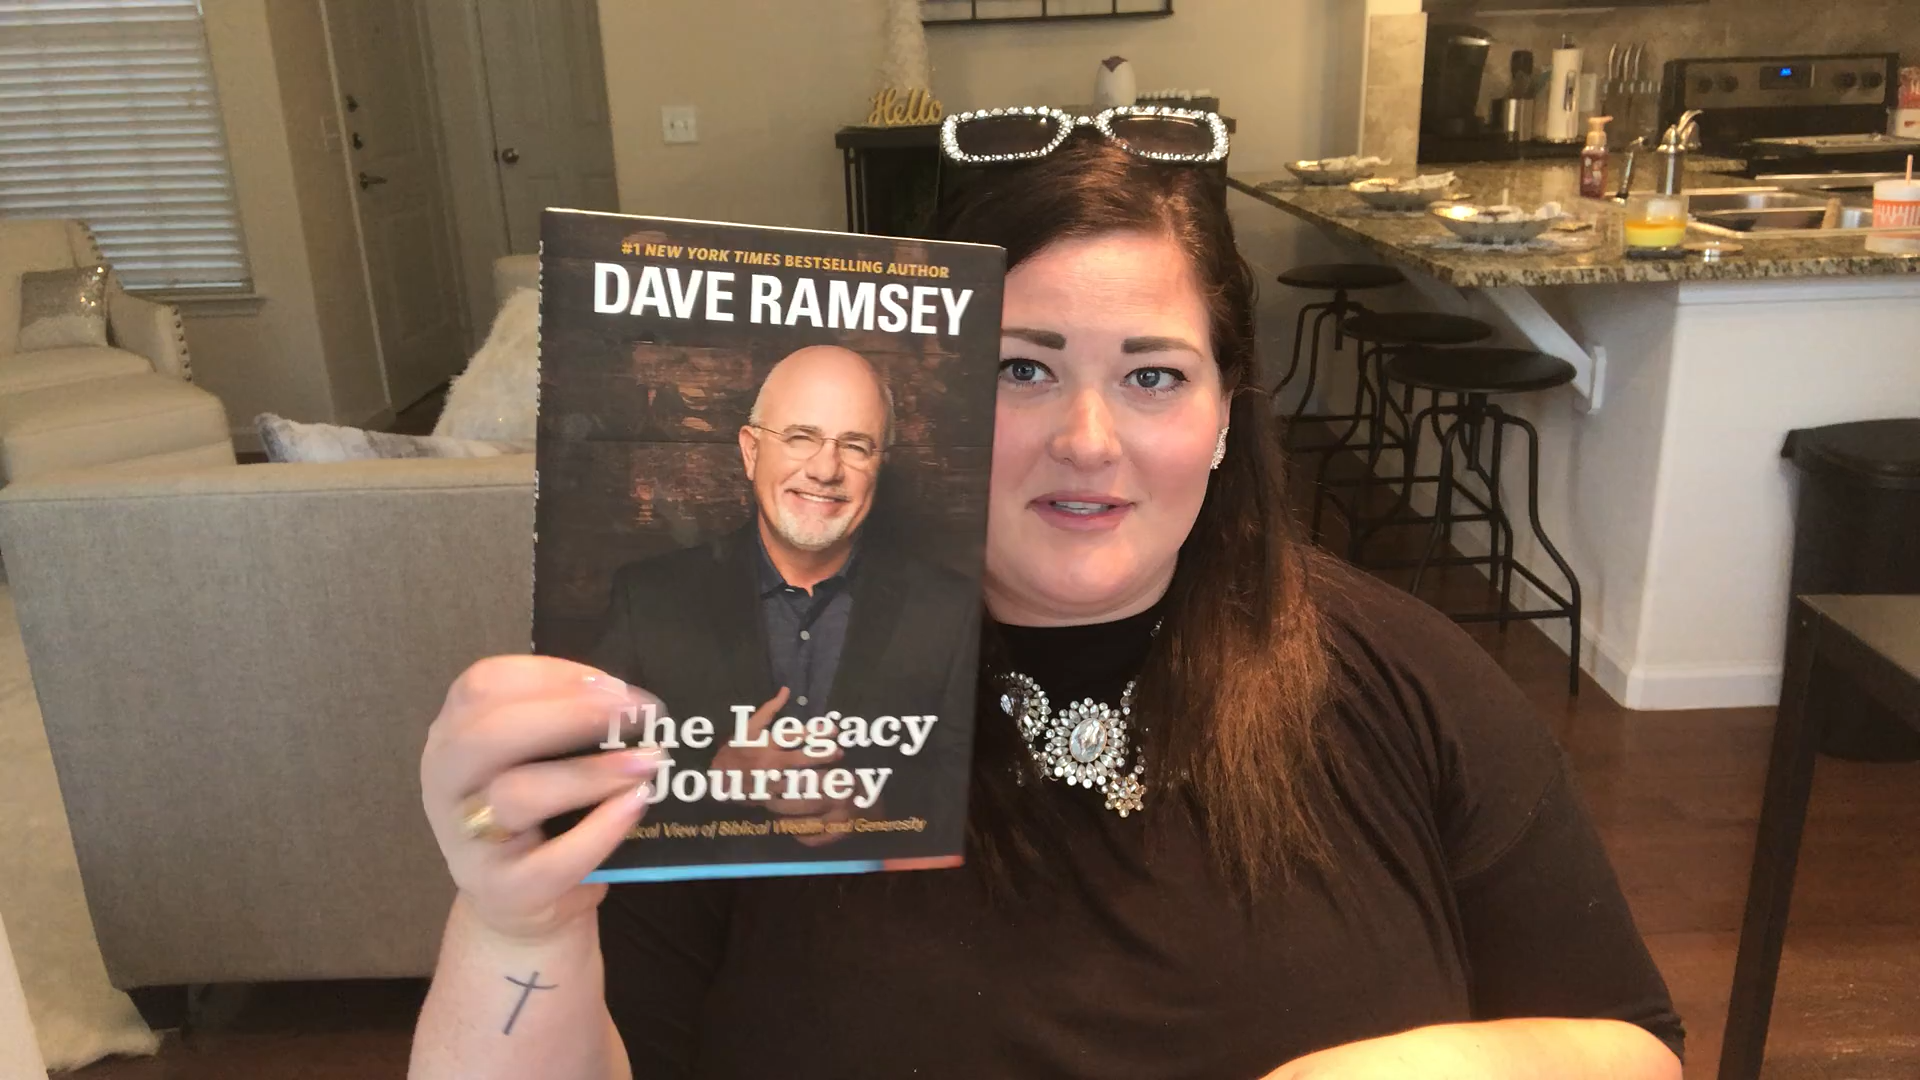 Hello
#1 NEW YORK TIMES BESTSELLING AUTHOR
DAVE RAMSEY
The Legacy
Journey
View of Biblical Wealth and Generosity